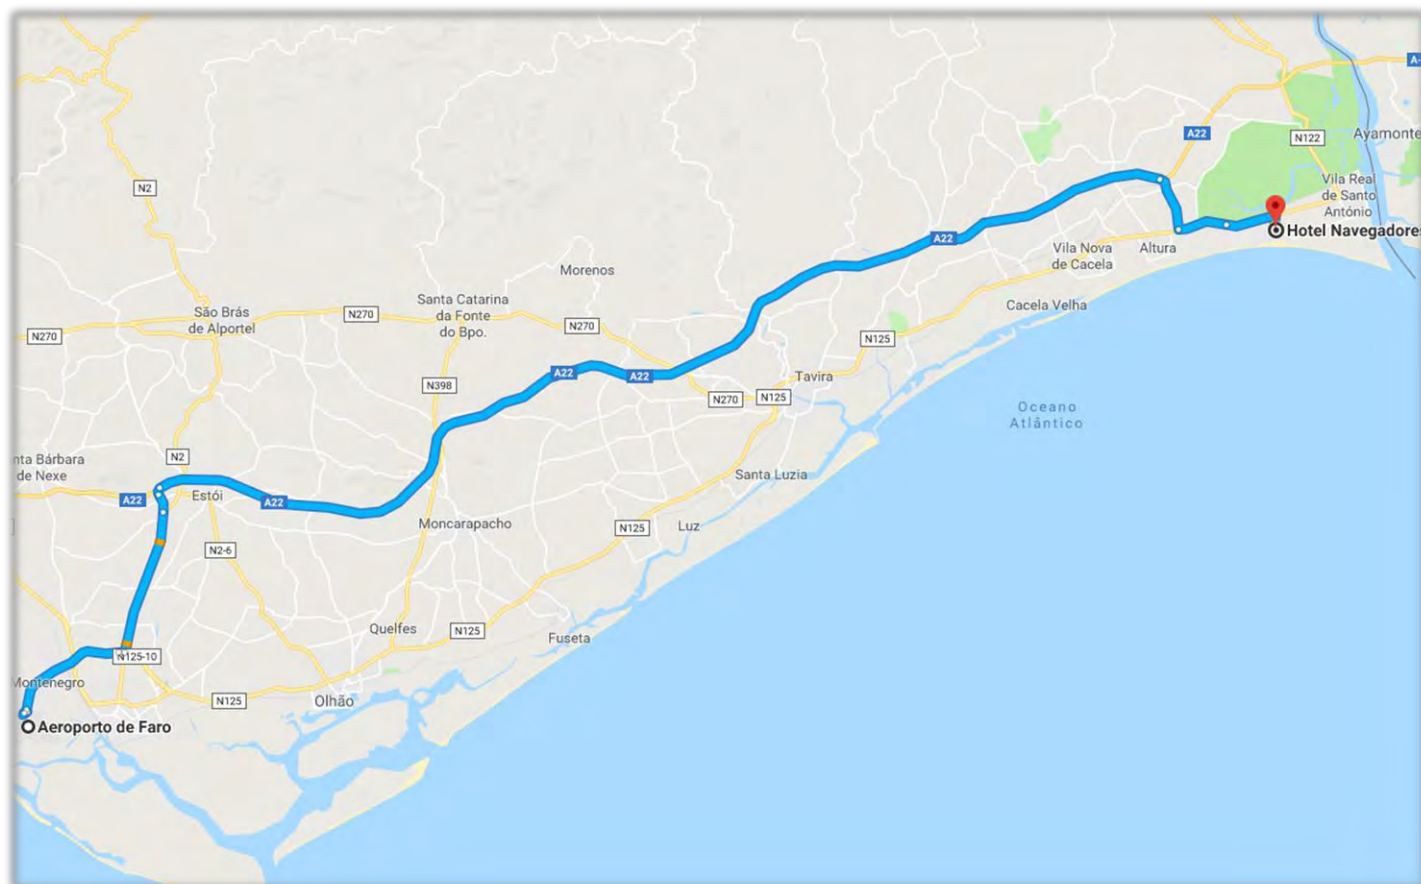 A-
A22
N122
Ayamonte
N2
Vila Real
de Santo
António
Hotel Navegadores
A22
Altura
Vila Nova
de Cacela
Morenos
Santa Catarina
da Fonte
do Bpo.
Cacela Velha
São Brás
de Alportel
N270
N270
N270
N125
A22
A22
Tavira
N398
N270
N125
Oceano
Atlântico
N2
nta Bárbara
de Nexe
Santa Luzia
Estói
A22
A22
Moncarapacho
Luz
N125
N2-6
Quelfes
N125
Fuseta
N125-10
Montenegro
N125
Olhão
Aeroporto de Faro